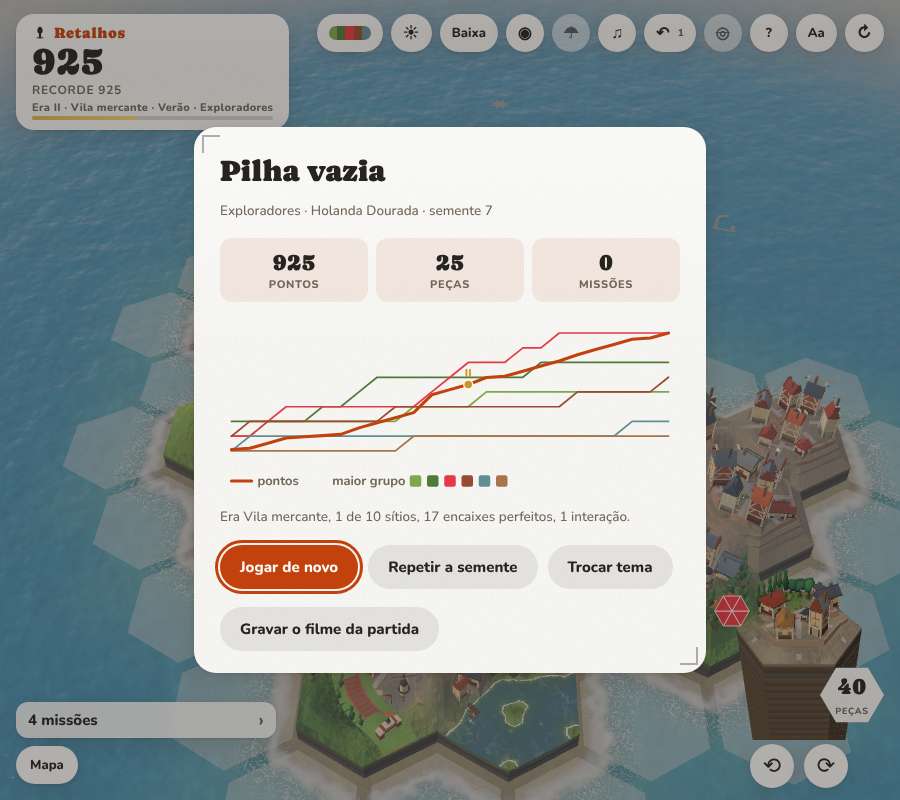 Retalhos
925
RECORDE 925
Era II · Vila mercante · Verão · Exploradores
Baixa
1
?
Aa
Pilha vazia
Exploradores · Holanda Dourada · semente 7
925
PONTOS
25
PEÇAS
0
MISSÕES
II
pontos
maior grupo
Era Vila mercante, 1 de 10 sítios, 17 encaixes perfeitos, 1 interação.
Jogar de novo
Repetir a semente
Trocar tema
Gravar o filme da partida
40
PEÇAS
4 missões
Mapa